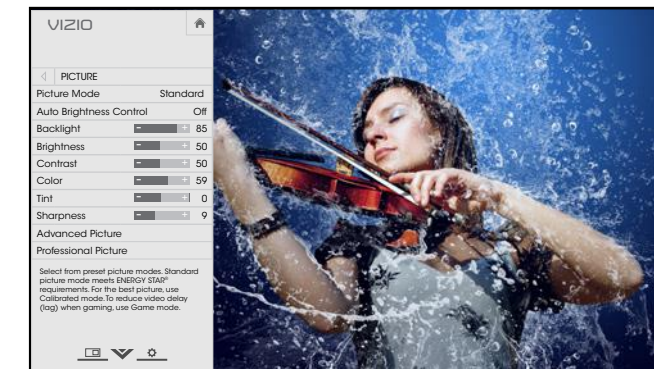 VIZIO
PICTURE
Picture Mode Standard
Auto Brightness Control Off
Backlight 85
Brightness 50
Contrast 50
Color 59
Tint 0
Sharpness 9
Advanced Picture
Professional Picture
Select from preset picture modes. Standard
picture mode meets ENERGY STAR®
requirements. For the best picture, use
Calibrated mode. To reduce video delay
(lag) when gaming, use Game mode.